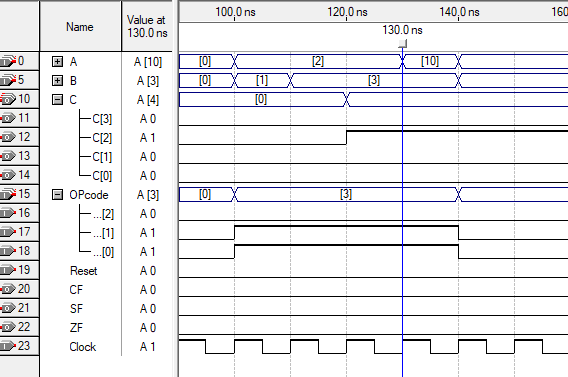 100.0 ns 120.0 ns 140.0 ns 160
Name Value at 130.0 ns 130.0 ns
0 A A [10] [0] [2] [10]
5 B A [3] [0] [1] [3]
10 C A [4] [0]
11 C[3] A 0
12 C[2] A 1
13 C[1] A 0
14 C[0] A 0
15 OPcode A [3] [0] [3]
16 ...[2] A 0
17 ...[1] A 1
18 ...[0] A 1
19 Reset A 0
20 CF A 0
21 SF A 0
22 ZF A 0
23 Clock A 1